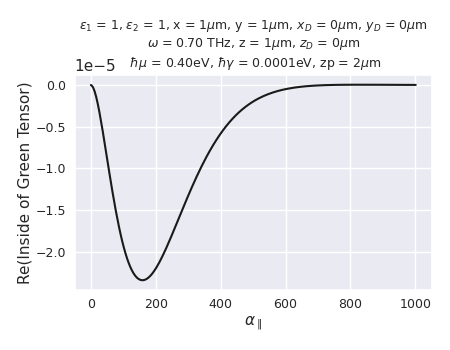 ε₁ = 1, ε₂ = 1, x = 1μm, y = 1μm, x_D = 0μm, y_D = 0μm
ω = 0.70 THz, z = 1μm, z_D = 0μm
ℏμ = 0.40eV, ℏγ = 0.0001eV, zp = 2μm
1e−5
0.0
−0.5
−1.0
−1.5
−2.0
Re(Inside of Green Tensor)
0 200 400 600 800 1000
α∥